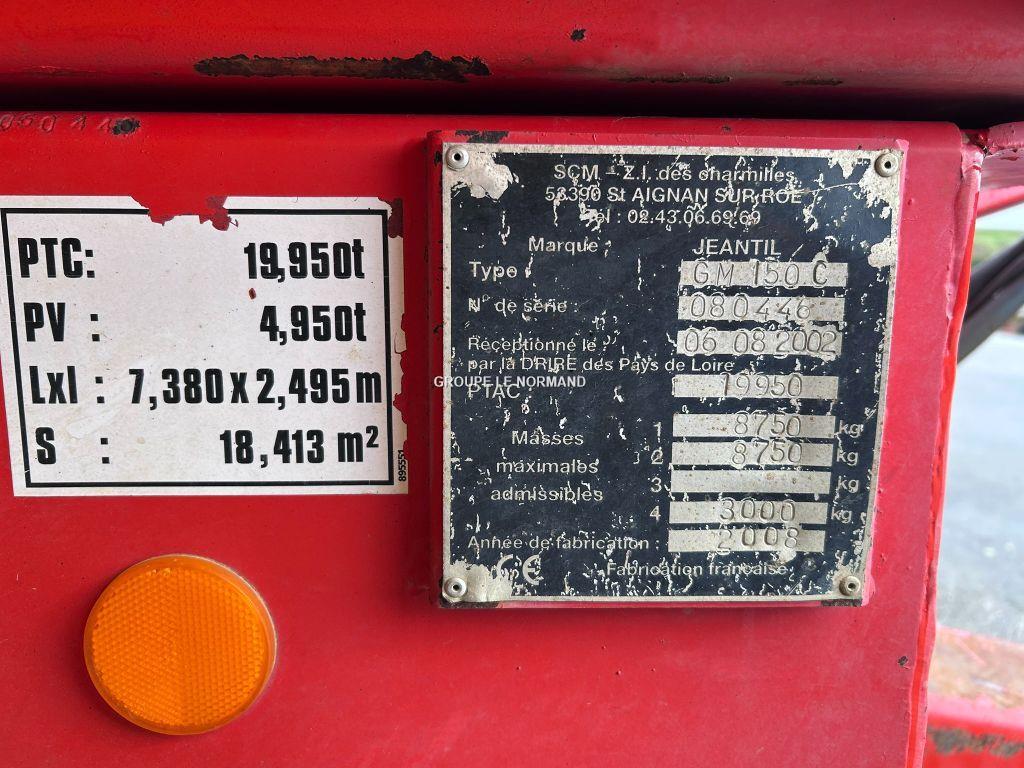 PTC: 19,950t
PV : 4,950t
Lxl : 7,380 x 2,495 m
S : 18,413 m²
895551
SCM - Z.I. des charmilles
53390 St AIGNAN SUR ROE
Tél : 02.43.06.69.69
Marque : JEANTIL
Type : GM 150 C
N° de série : 080446
Réceptionné le : 06 08 2002
par la DRIRE des Pays de Loire
GROUPE LE NORMAND
PTAC 19950
Masses maximales admissibles
1 8750 kg
2 8750 kg
3 kg
4 3000 kg
Année de fabrication : 2008
CE Fabrication française